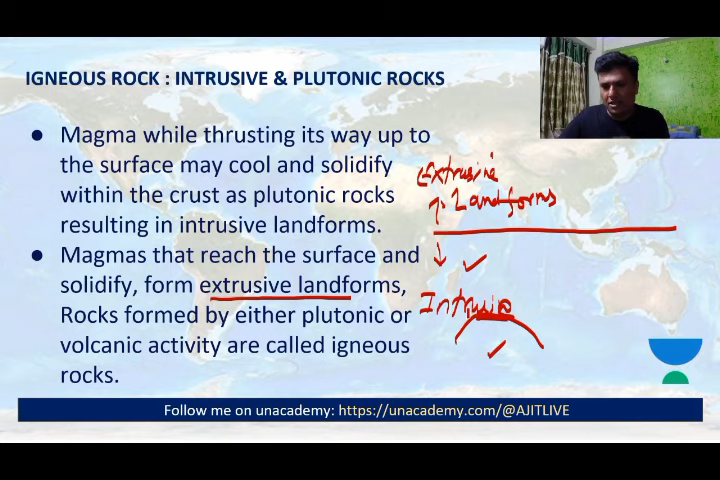 IGNEOUS ROCK : INTRUSIVE & PLUTONIC ROCKS
● Magma while thrusting its way up to
the surface may cool and solidify
within the crust as plutonic rocks
resulting in intrusive landforms.
● Magmas that reach the surface and
solidify, form extrusive landforms,
Rocks formed by either plutonic or
volcanic activity are called igneous
rocks.
Extrusive
Landforms
Intrusive
Follow me on unacademy: https://unacademy.com/@AJITLIVE